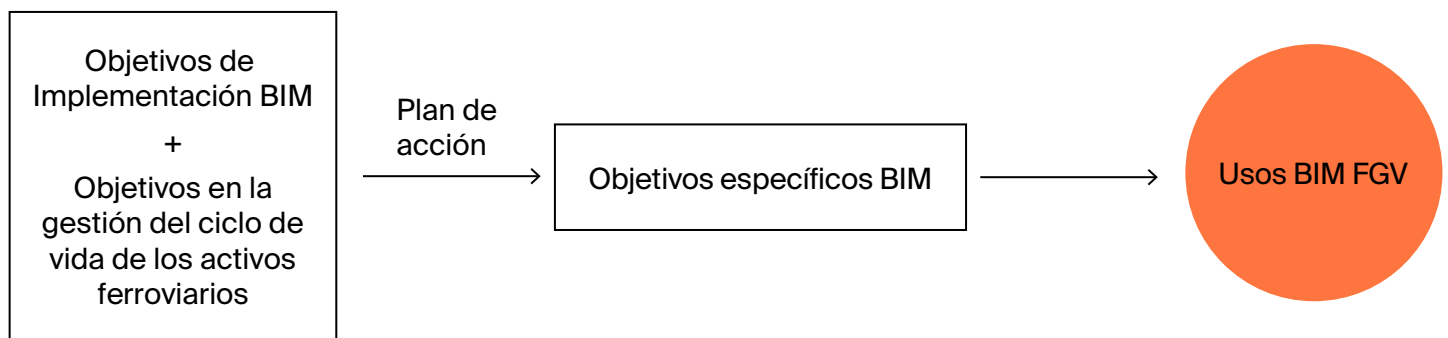 Objetivos de
Implementación BIM
+
Objetivos en la
gestión del ciclo de
vida de los activos
ferroviarios
Plan de
acción
Objetivos específicos BIM
Usos BIM FGV